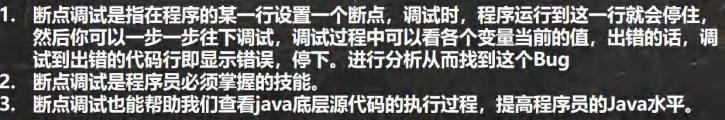 1. 断点调试是指在程序的某一行设置一个断点，调试时，程序运行到这一行就会停住，
然后你可以一步一步往下调试，调试过程中可以看各个变量当前的值，出错的话，调
试到出错的代码行即显示错误，停下。进行分析从而找到这个Bug
2. 断点调试是程序员必须掌握的技能。
3. 断点调试也能帮助我们查看java底层源代码的执行过程，提高程序员的Java水平。